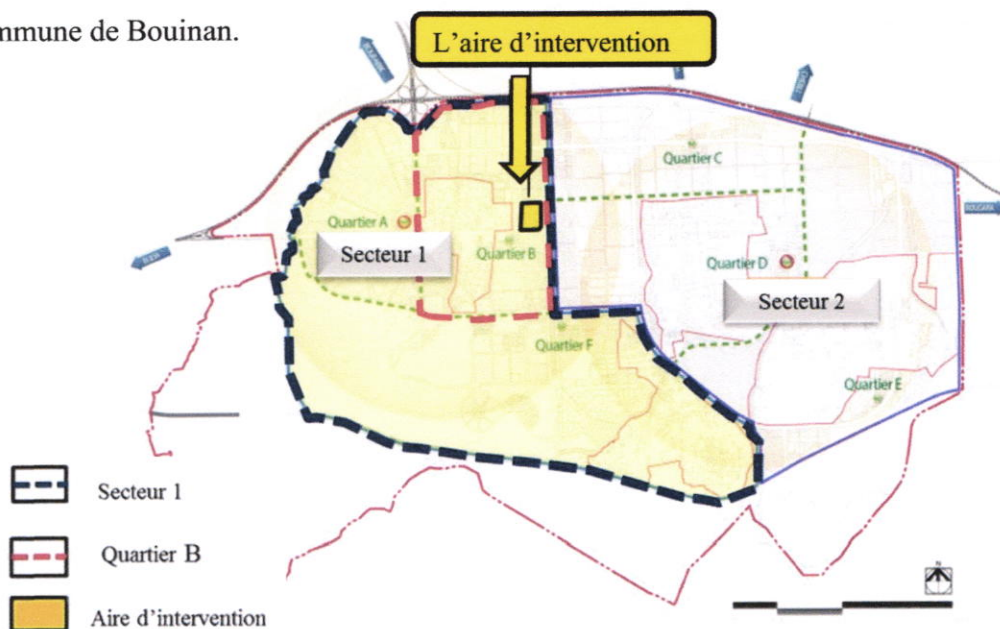 mmune de Bouinan.
L'aire d'intervention
Quartier C
Quartier A
Secteur 1
Quartier B
Quartier D
Secteur 2
Quartier F
Quartier E
BOUGARA
N
Secteur 1
Quartier B
Aire d'intervention